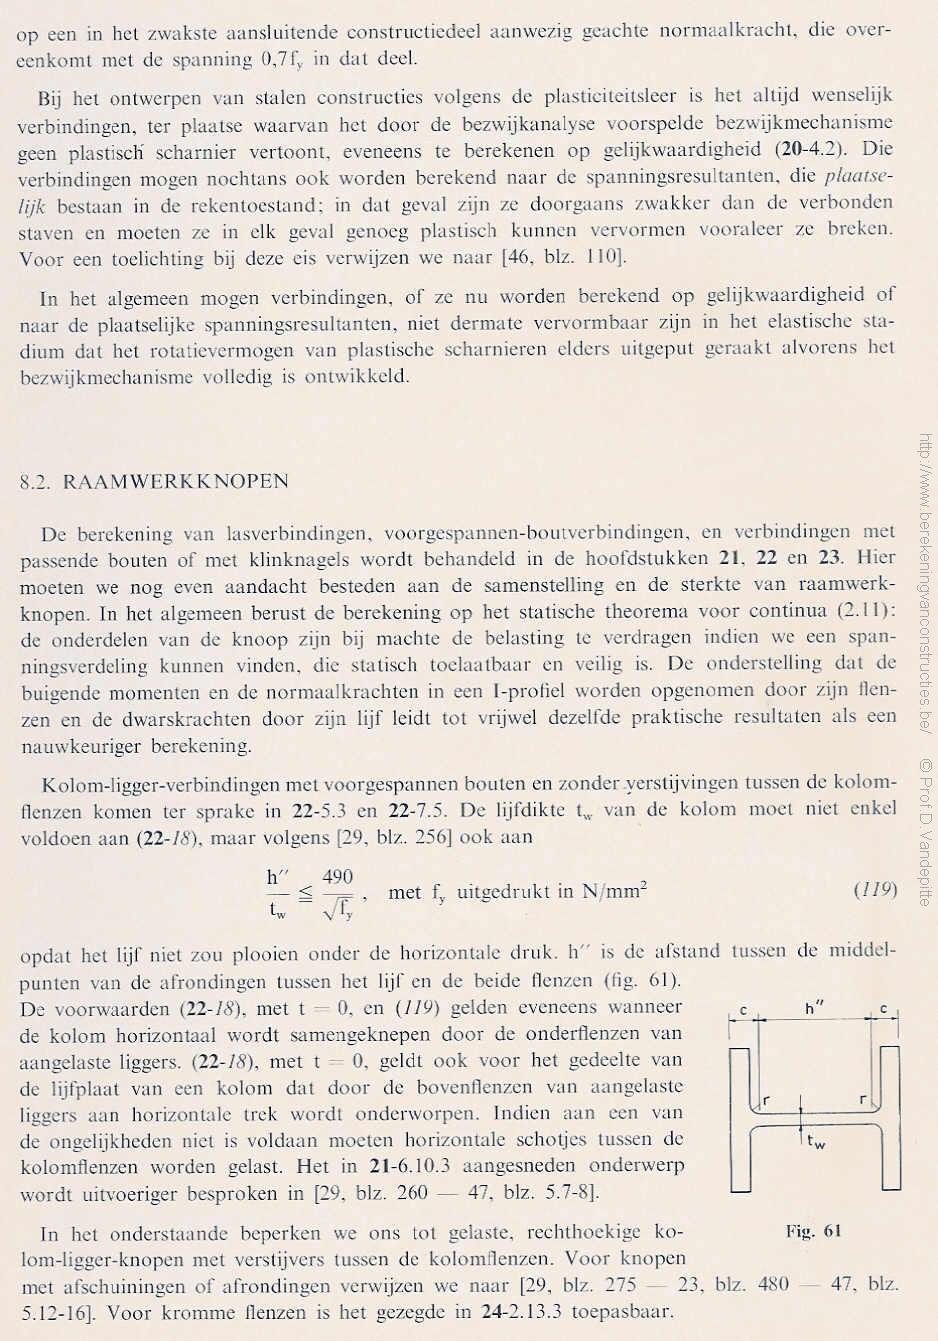 op een in het zwakste aansluitende constructiedeel aanwezig geachte normaalkracht, die over-
eenkomt met de spanning 0,7f_y in dat deel.
Bij het ontwerpen van stalen constructies volgens de plasticiteitsleer is het altijd wenselijk
verbindingen, ter plaatse waarvan het door de bezwijkanalyse voorspelde bezwijkmechanisme
geen plastisch scharnier vertoont, eveneens te berekenen op gelijkwaardigheid (20-4.2). Die
verbindingen mogen nochtans ook worden berekend naar de spanningsresultanten, die plaatse-
lijk bestaan in de rekentoestand; in dat geval zijn ze doorgaans zwakker dan de verbonden
staven en moeten ze in elk geval genoeg plastisch kunnen vervormen vooraleer ze breken.
Voor een toelichting bij deze eis verwijzen we naar [46, blz. 110].
In het algemeen mogen verbindingen, of ze nu worden berekend op gelijkwaardigheid of
naar de plaatselijke spanningsresultanten, niet dermate vervormbaar zijn in het elastische sta-
dium dat het rotatievermogen van plastische scharnieren elders uitgeput geraakt alvorens het
bezwijkmechanisme volledig is ontwikkeld.
8.2. RAAMWERKKNOPEN
De berekening van lasverbindingen, voorgespannen-boutverbindingen, en verbindingen met
passende bouten of met klinknagels wordt behandeld in de hoofdstukken 21, 22 en 23. Hier
moeten we nog even aandacht besteden aan de samenstelling en de sterkte van raamwerk-
knopen. In het algemeen berust de berekening op het statische theorema voor continua (2.11):
de onderdelen van de knoop zijn bij machte de belasting te verdragen indien we een span-
ningsverdeling kunnen vinden, die statisch toelaatbaar en veilig is. De onderstelling dat de
buigende momenten en de normaalkrachten in een I-profiel worden opgenomen door zijn flen-
zen en de dwarskrachten door zijn lijf leidt tot vrijwel dezelfde praktische resultaten als een
nauwkeuriger berekening.
Kolom-ligger-verbindingen met voorgespannen bouten en zonder verstijvingen tussen de kolom-
flenzen komen ter sprake in 22-5.3 en 22-7.5. De lijfdikte t_w van de kolom moet niet enkel
voldoen aan (22-18), maar volgens [29, blz. 256] ook aan
h″/t_w ≦ 490/√f_y , met f_y uitgedrukt in N/mm² (119)
opdat het lijf niet zou plooien onder de horizontale druk. h″ is de afstand tussen de middel-
punten van de afrondingen tussen het lijf en de beide flenzen (fig. 61).
De voorwaarden (22-18), met t = 0, en (119) gelden eveneens wanneer
de kolom horizontaal wordt samengeknepen door de onderflenzen van
aangelaste liggers. (22-18), met t = 0, geldt ook voor het gedeelte van
de lijfplaat van een kolom dat door de bovenflenzen van aangelaste
liggers aan horizontale trek wordt onderworpen. Indien aan een van
de ongelijkheden niet is voldaan moeten horizontale schotjes tussen de
kolomflenzen worden gelast. Het in 21-6.10.3 aangesneden onderwerp
wordt uitvoeriger besproken in [29, blz. 260 — 47, blz. 5.7-8].
c h″ c
r r
t_w
Fig. 61
In het onderstaande beperken we ons tot gelaste, rechthoekige ko-
lom-ligger-knopen met verstijvers tussen de kolomflenzen. Voor knopen
met afschuiningen of afrondingen verwijzen we naar [29, blz. 275 — 23, blz. 480 — 47, blz.
5.12-16]. Voor kromme flenzen is het gezegde in 24-2.13.3 toepasbaar.
http://www.berekeningvanconstructies.be/ © Prof.D.Vandepitte